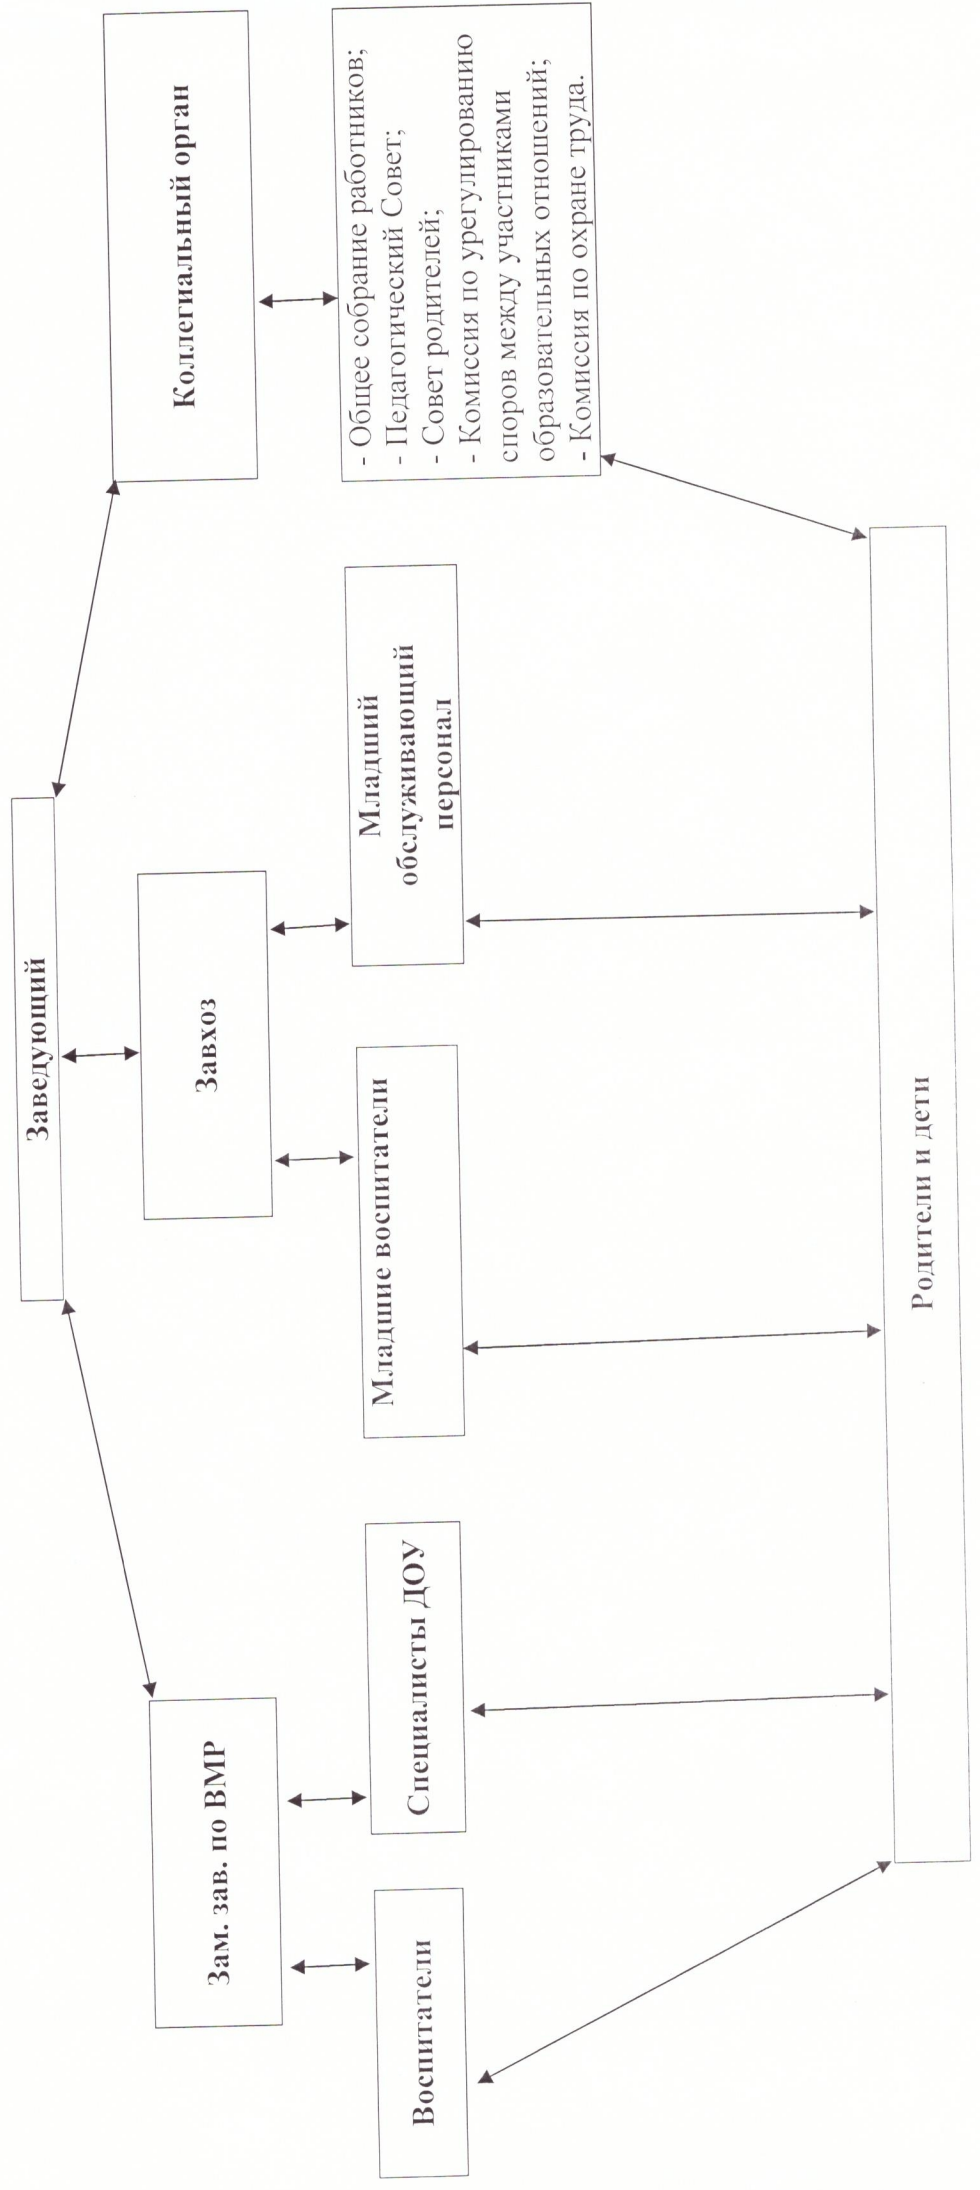 Заведующий
Зам. зав. по ВМР
Завхоз
Коллегиальный орган
Воспитатели
Специалисты ДОУ
Младшие воспитатели
Младший
обслуживающий
персонал
- Общее собрание работников;
- Педагогический Совет;
- Совет родителей;
- Комиссия по урегулированию
споров между участниками
образовательных отношений;
- Комиссия по охране труда.
Родители и дети